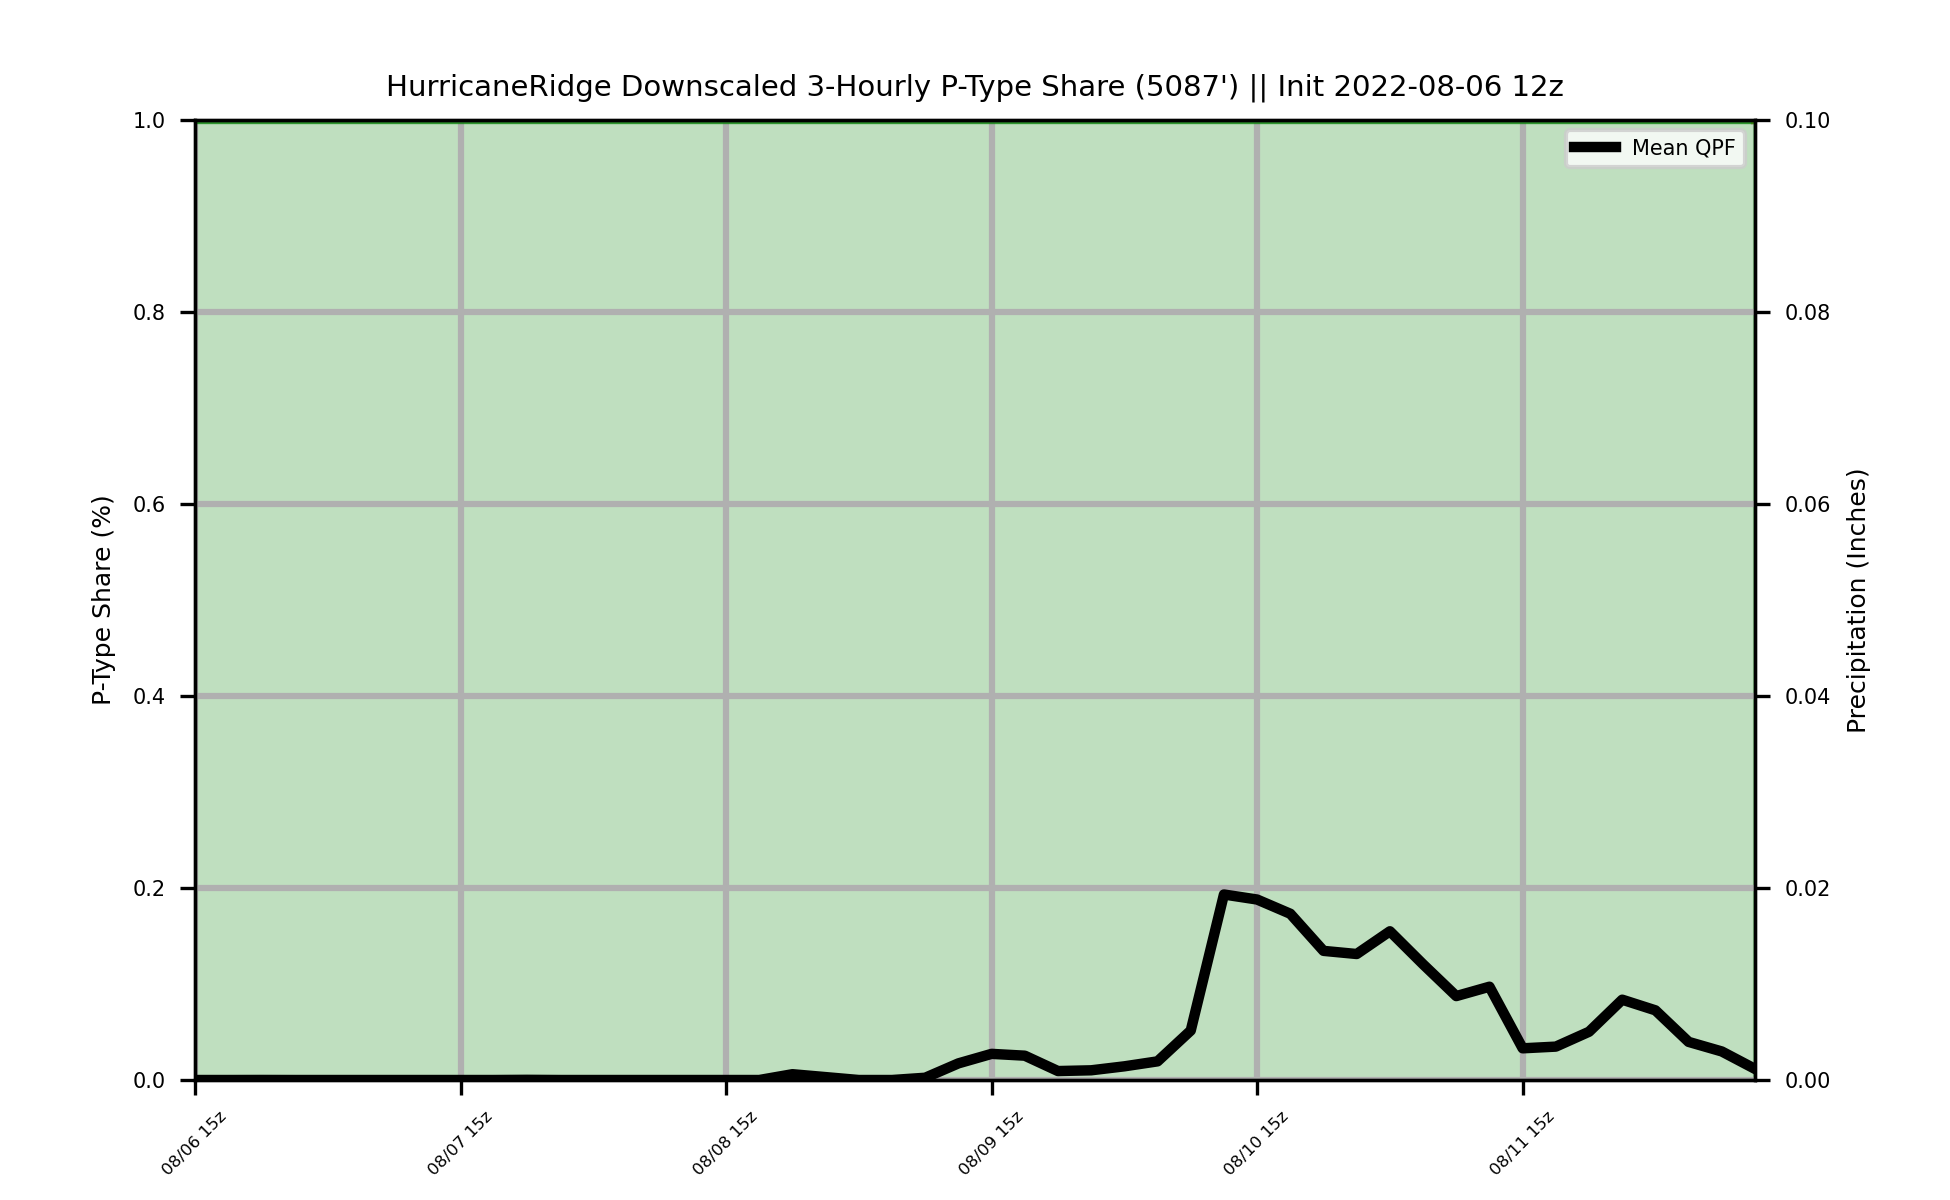 HurricaneRidge Downscaled 3-Hourly P-Type Share (5087') || Init 2022-08-06 12z
Mean QPF
P-Type Share (%)
1.0
0.8
0.6
0.4
0.2
0.0
0.10
0.08
0.06
0.04
0.02
0.00
Precipitation (Inches)
08/06 15z
08/07 15z
08/08 15z
08/09 15z
08/10 15z
08/11 15z